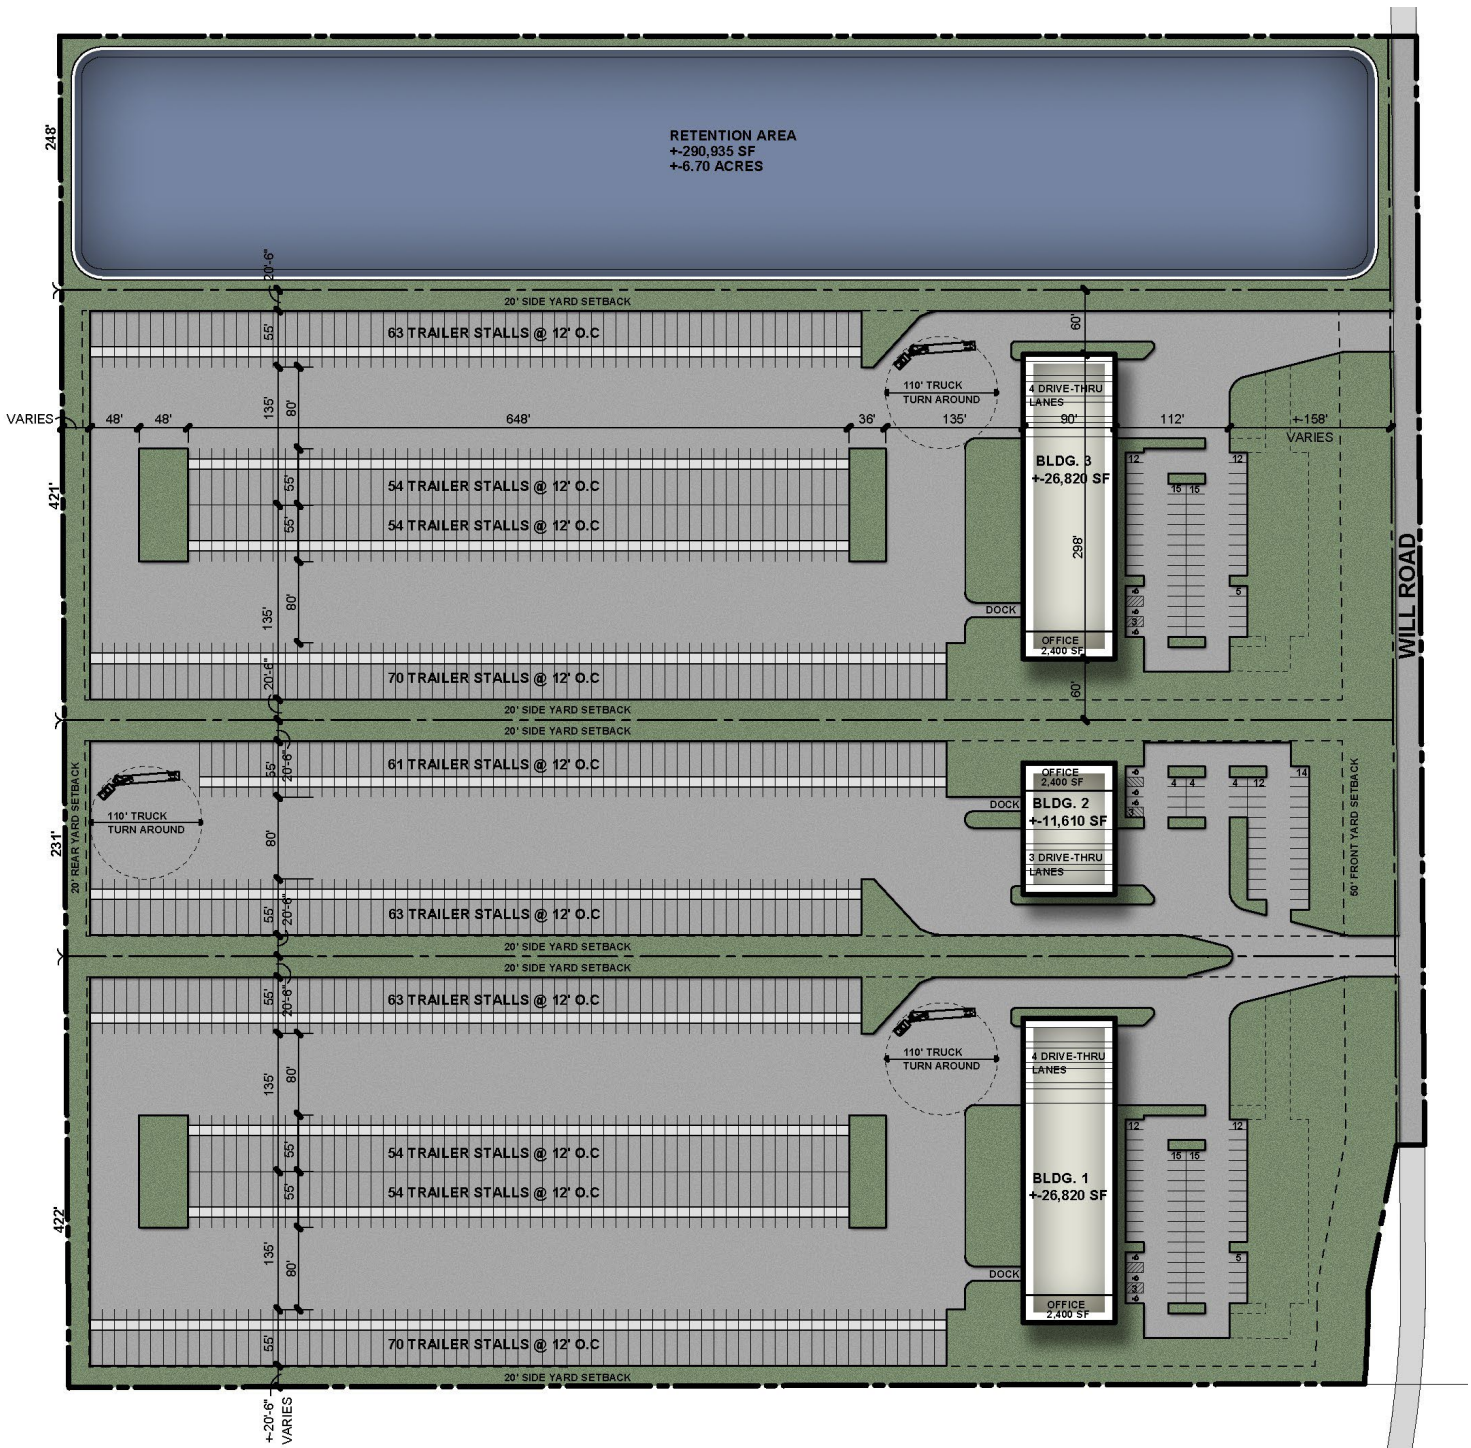 RETENTION AREA
+-290,935 SF
+-6.70 ACRES
248'
20'-6"
20' SIDE YARD SETBACK
63 TRAILER STALLS @ 12' O.C
55'
60'
110' TRUCK
TURN AROUND
4 DRIVE-THRU
LANES
135'
80'
VARIES
48'
48'
648'
36'
135'
90'
112'
+-158'
VARIES
BLDG. 3
+-26,820 SF
12
12
15 15
421'
54 TRAILER STALLS @ 12' O.C
54 TRAILER STALLS @ 12' O.C
55'
55'
298'
WILL ROAD
135'
80'
DOCK
5
3
OFFICE
2,400 SF
70 TRAILER STALLS @ 12' O.C
20'-6"
60'
20' SIDE YARD SETBACK
20' SIDE YARD SETBACK
61 TRAILER STALLS @ 12' O.C
55'
20'-6"
OFFICE
2,400 SF
DOCK
BLDG. 2
+-11,610 SF
3 DRIVE-THRU
LANES
3
4 4
4 12
14
110' TRUCK
TURN AROUND
20' REAR YARD SETBACK
231'
80'
50' FRONT YARD SETBACK
63 TRAILER STALLS @ 12' O.C
55'
20'-6"
20' SIDE YARD SETBACK
20' SIDE YARD SETBACK
63 TRAILER STALLS @ 12' O.C
55'
20'-6"
110' TRUCK
TURN AROUND
4 DRIVE-THRU
LANES
135'
80'
12
12
15 15
54 TRAILER STALLS @ 12' O.C
54 TRAILER STALLS @ 12' O.C
55'
55'
BLDG. 1
+-26,820 SF
422'
135'
80'
DOCK
5
3
OFFICE
2,400 SF
70 TRAILER STALLS @ 12' O.C
55'
20' SIDE YARD SETBACK
+-20'-6"
VARIES